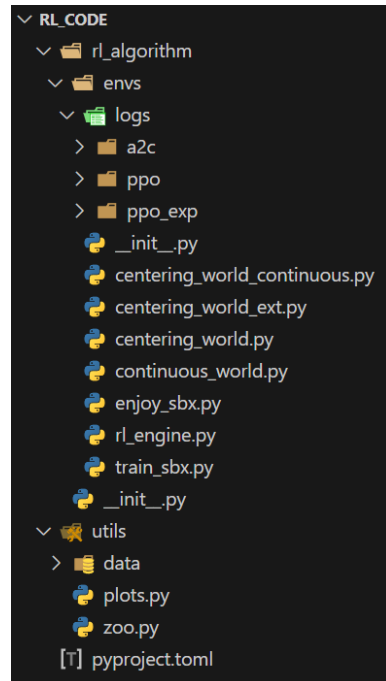 RL_CODE
rl_algorithm
envs
logs
a2c
ppo
ppo_exp
__init__.py
centering_world_continuous.py
centering_world_ext.py
centering_world.py
continuous_world.py
enjoy_sbx.py
rl_engine.py
train_sbx.py
__init__.py
utils
data
plots.py
zoo.py
[T] pyproject.toml